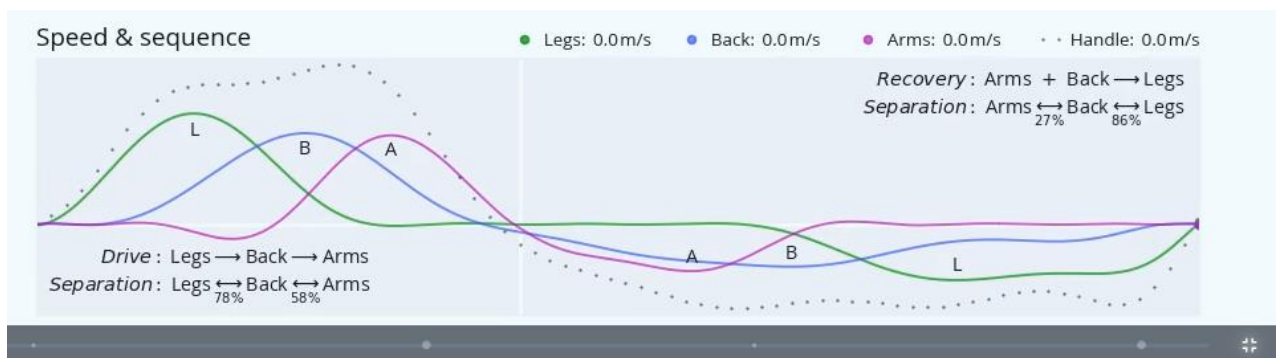 Speed & sequence
Legs: 0.0m/s Back: 0.0m/s Arms: 0.0m/s Handle: 0.0m/s
Recovery: Arms + Back ⟶ Legs
Separation: Arms ⟷ Back ⟷ Legs
27% 86%
L
B
A
A
B
L
Drive: Legs ⟶ Back ⟶ Arms
Separation: Legs ⟷ Back ⟷ Arms
78% 58%